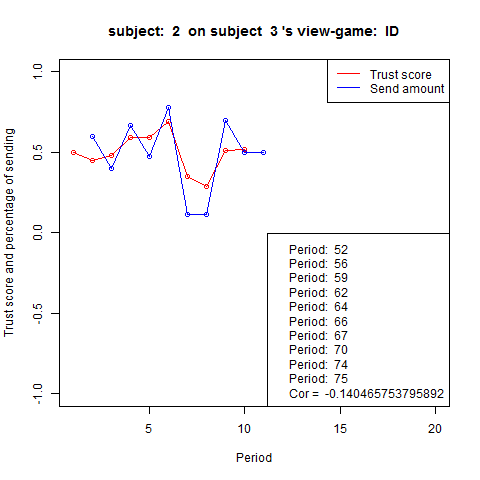 subject:  2  on subject  3 's view-game:  ID
Trust score
Send amount
Trust score and percentage of sending
1.0
0.5
0.0
-0.5
-1.0
Period:  52
Period:  56
Period:  59
Period:  62
Period:  64
Period:  66
Period:  67
Period:  70
Period:  74
Period:  75
Cor =  -0.140465753795892
5 10 15 20
Period